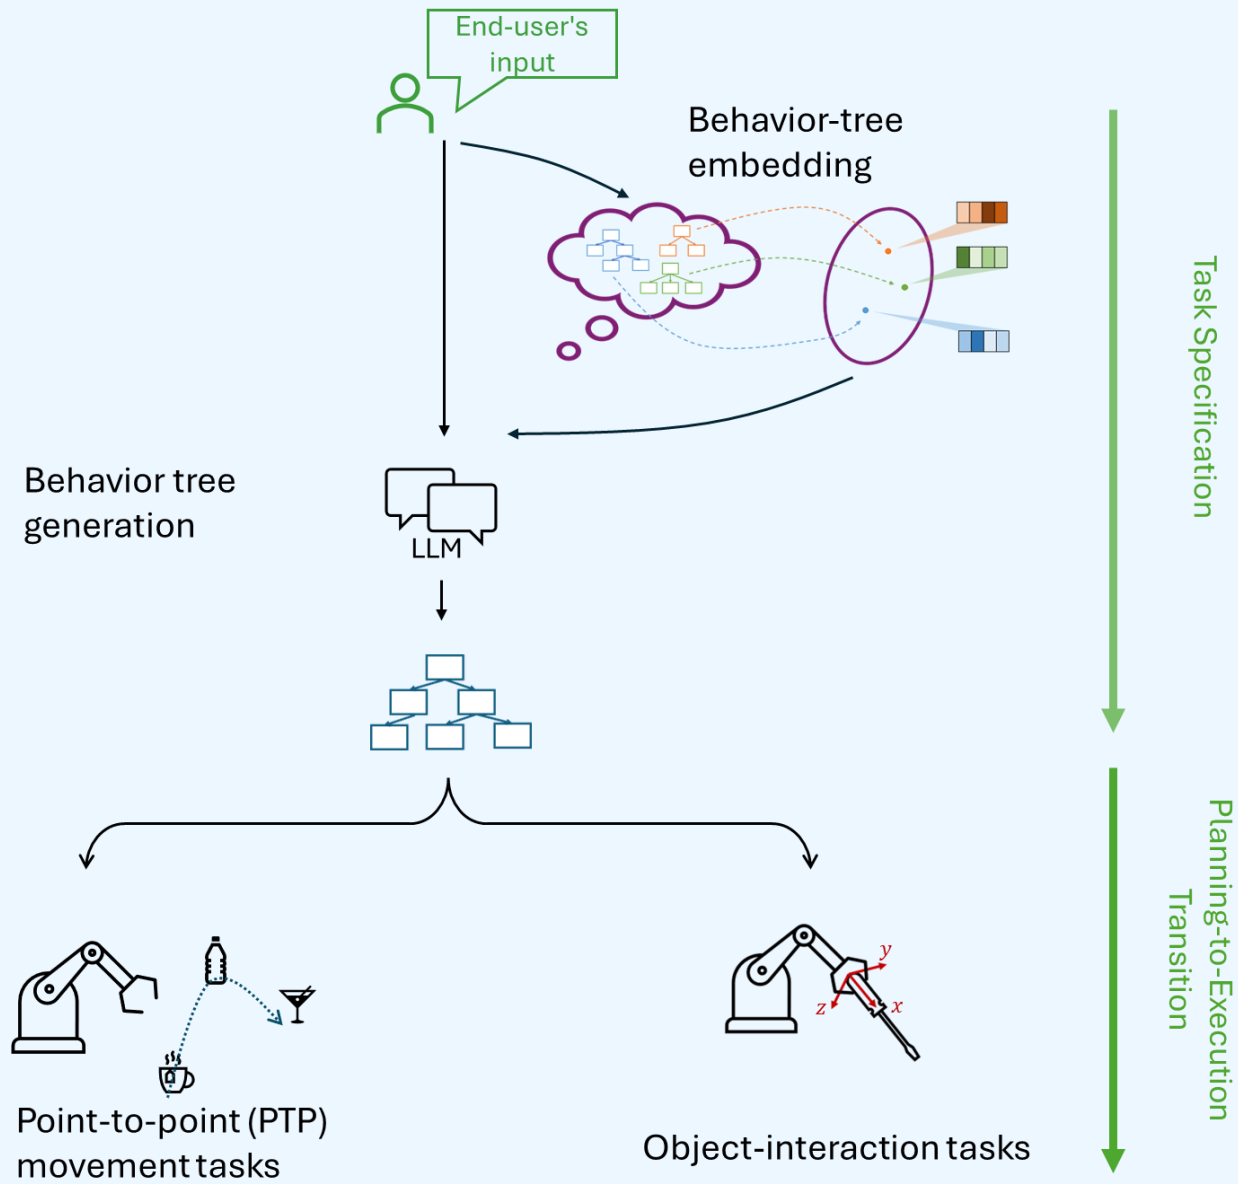 End-user's
input
Behavior-tree
embedding
Task Specification
Behavior tree
generation
LLM
Planning-to-Execution
Transition
y
z
x
Point-to-point (PTP)
movement tasks
Object-interaction tasks